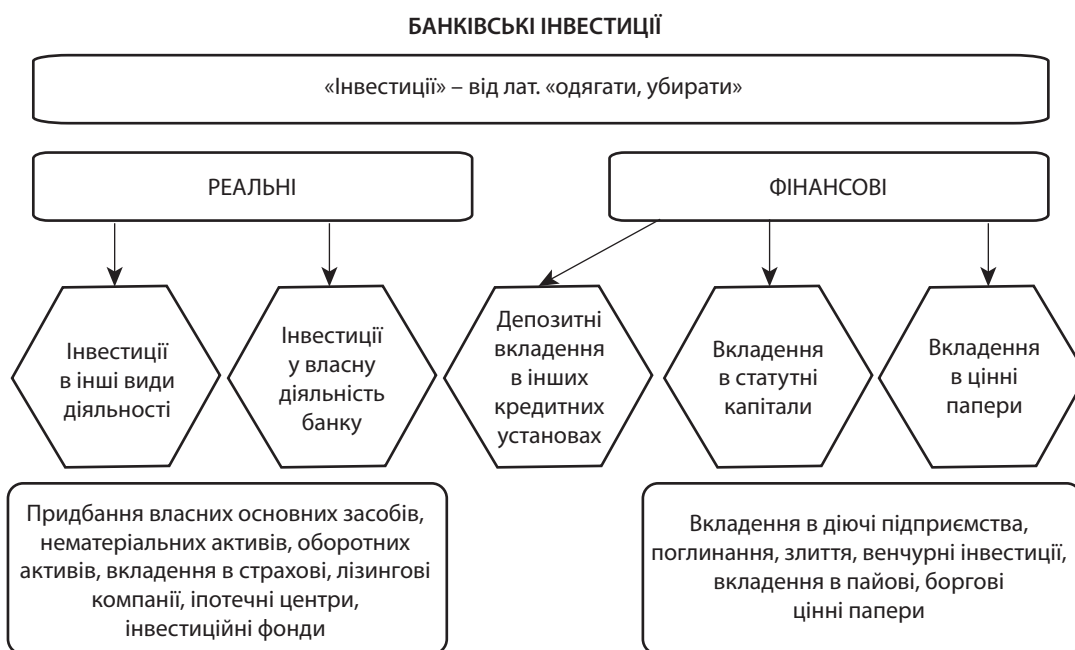 БАНКІВСЬКІ ІНВЕСТИЦІЇ
«Інвестиції» – від лат. «одягати, убирати»
РЕАЛЬНІ
ФІНАНСОВІ
Інвестиції
в інші види
діяльності
Інвестиції
у власну
діяльність
банку
Депозитні
вкладення
в інших
кредитних
установах
Вкладення
в статутні
капітали
Вкладення
в цінні
папери
Придбання власних основних засобів,
нематеріальних активів, оборотних
активів, вкладення в страхові, лізингові
компанії, іпотечні центри,
інвестиційні фонди
Вкладення в діючі підприємства,
поглинання, злиття, венчурні інвестиції,
вкладення в пайові, боргові
цінні папери